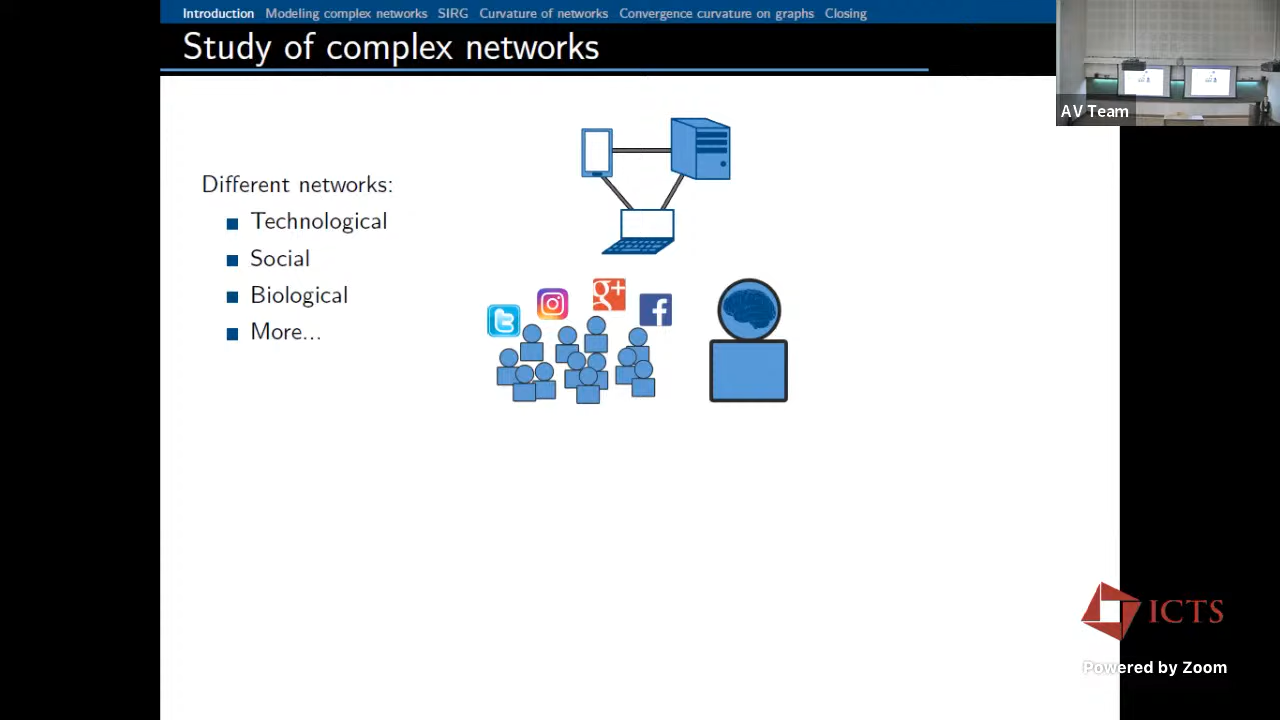 Introduction Modeling complex networks SIRG Curvature of networks Convergence curvature on graphs Closing
Study of complex networks
AV Team
Different networks:
Technological
Social
Biological
More...
g+
f
ICTS
Powered by Zoom